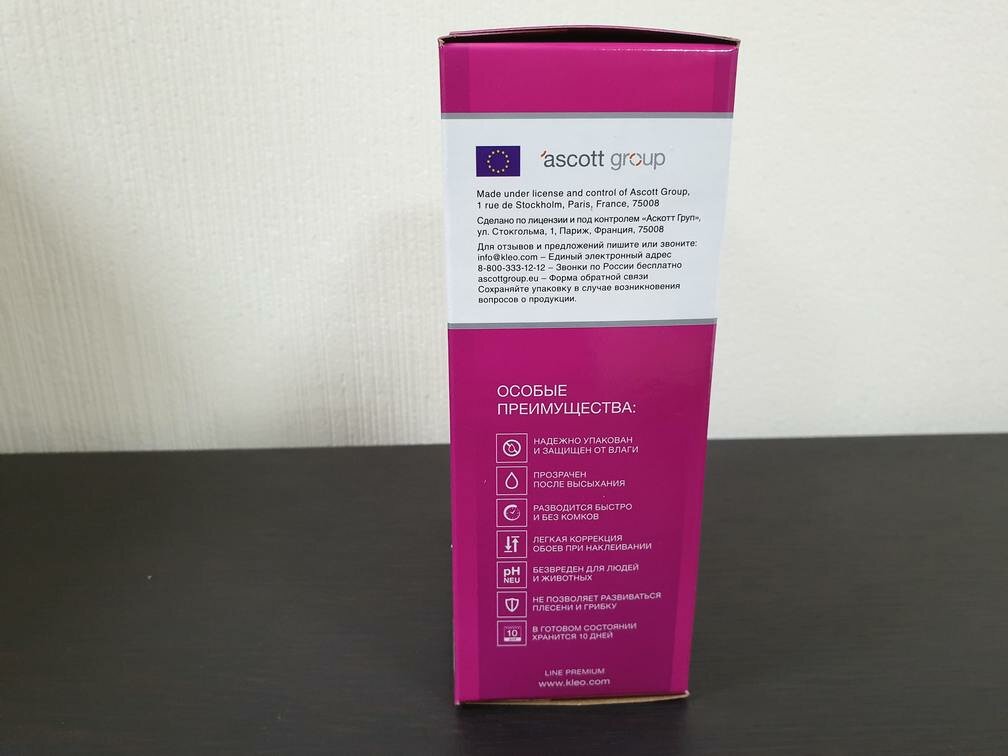 ascott group
Made under license and control of Ascott Group,
1 rue de Stockholm, Paris, France, 75008
Сделано по лицензии и под контролем «Аскотт Груп»,
ул. Стокгольма, 1, Париж, Франция, 75008
Для отзывов и предложений пишите или звоните:
info@kleo.com – Единый электронный адрес
8-800-333-12-12 – Звонки по России бесплатно
ascottgroup.eu – Форма обратной связи
Сохраняйте упаковку в случае возникновения
вопросов о продукции.
ОСОБЫЕ
ПРЕИМУЩЕСТВА:
НАДЕЖНО УПАКОВАН
И ЗАЩИЩЕН ОТ ВЛАГИ
ПРОЗРАЧЕН
ПОСЛЕ ВЫСЫХАНИЯ
РАЗВОДИТСЯ БЫСТРО
И БЕЗ КОМКОВ
ЛЕГКАЯ КОРРЕКЦИЯ
ОБОЕВ ПРИ НАКЛЕИВАНИИ
pH
NEU
БЕЗВРЕДЕН ДЛЯ ЛЮДЕЙ
И ЖИВОТНЫХ
НЕ ПОЗВОЛЯЕТ РАЗВИВАТЬСЯ
ПЛЕСЕНИ И ГРИБКУ
10
В ГОТОВОМ СОСТОЯНИИ
ХРАНИТСЯ 10 ДНЕЙ
LINE PREMIUM
www.kleo.com